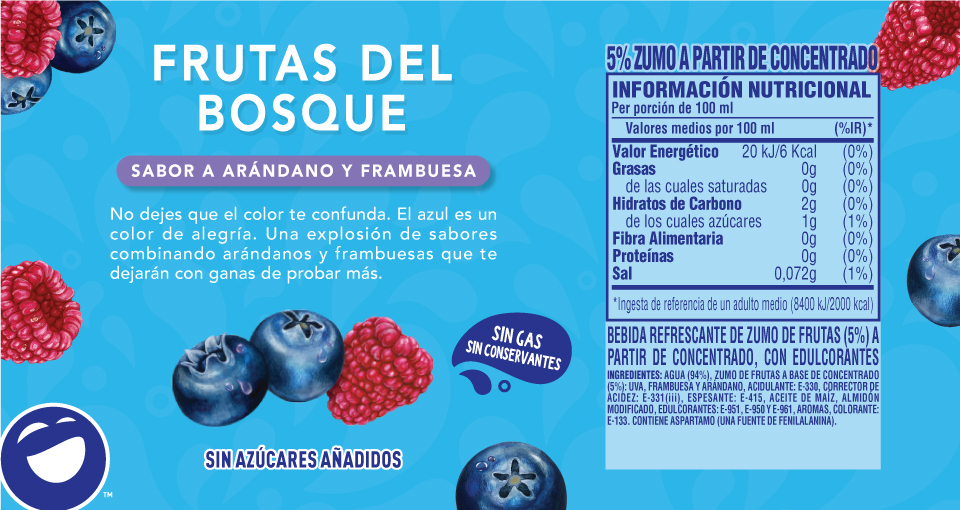 FRUTAS DEL
BOSQUE
SABOR A ARÁNDANO Y FRAMBUESA
No dejes que el color te confunda. El azul es un
color de alegría. Una explosión de sabores
combinando arándanos y frambuesas que te
dejarán con ganas de probar más.
SIN GAS
SIN CONSERVANTES
SIN AZÚCARES AÑADIDOS
TM
5% ZUMO A PARTIR DE CONCENTRADO
INFORMACIÓN NUTRICIONAL
Per porción de 100 ml
Valores medios por 100 ml (%IR)*
Valor Energético 20 kJ/6 Kcal (0%)
Grasas 0g (0%)
de las cuales saturadas 0g (0%)
Hidratos de Carbono 2g (0%)
de los cuales azúcares 1g (1%)
Fibra Alimentaria 0g (0%)
Proteínas 0g (0%)
Sal 0,072g (1%)
*Ingesta de referencia de un adulto medio (8400 kJ/2000 kcal)
BEBIDA REFRESCANTE DE ZUMO DE FRUTAS (5%) A
PARTIR DE CONCENTRADO, CON EDULCORANTES
INGREDIENTES: AGUA (94%), ZUMO DE FRUTAS A BASE DE CONCENTRADO
(5%): UVA, FRAMBUESA Y ARÁNDANO, ACIDULANTE: E-330, CORRECTOR DE
ACIDEZ: E-331(iii), ESPESANTE: E-415, ACEITE DE MAÍZ, ALMIDÓN
MODIFICADO, EDULCORANTES: E-951, E-950 Y E-961, AROMAS, COLORANTE:
E-133. CONTIENE ASPARTAMO (UNA FUENTE DE FENILALANINA).